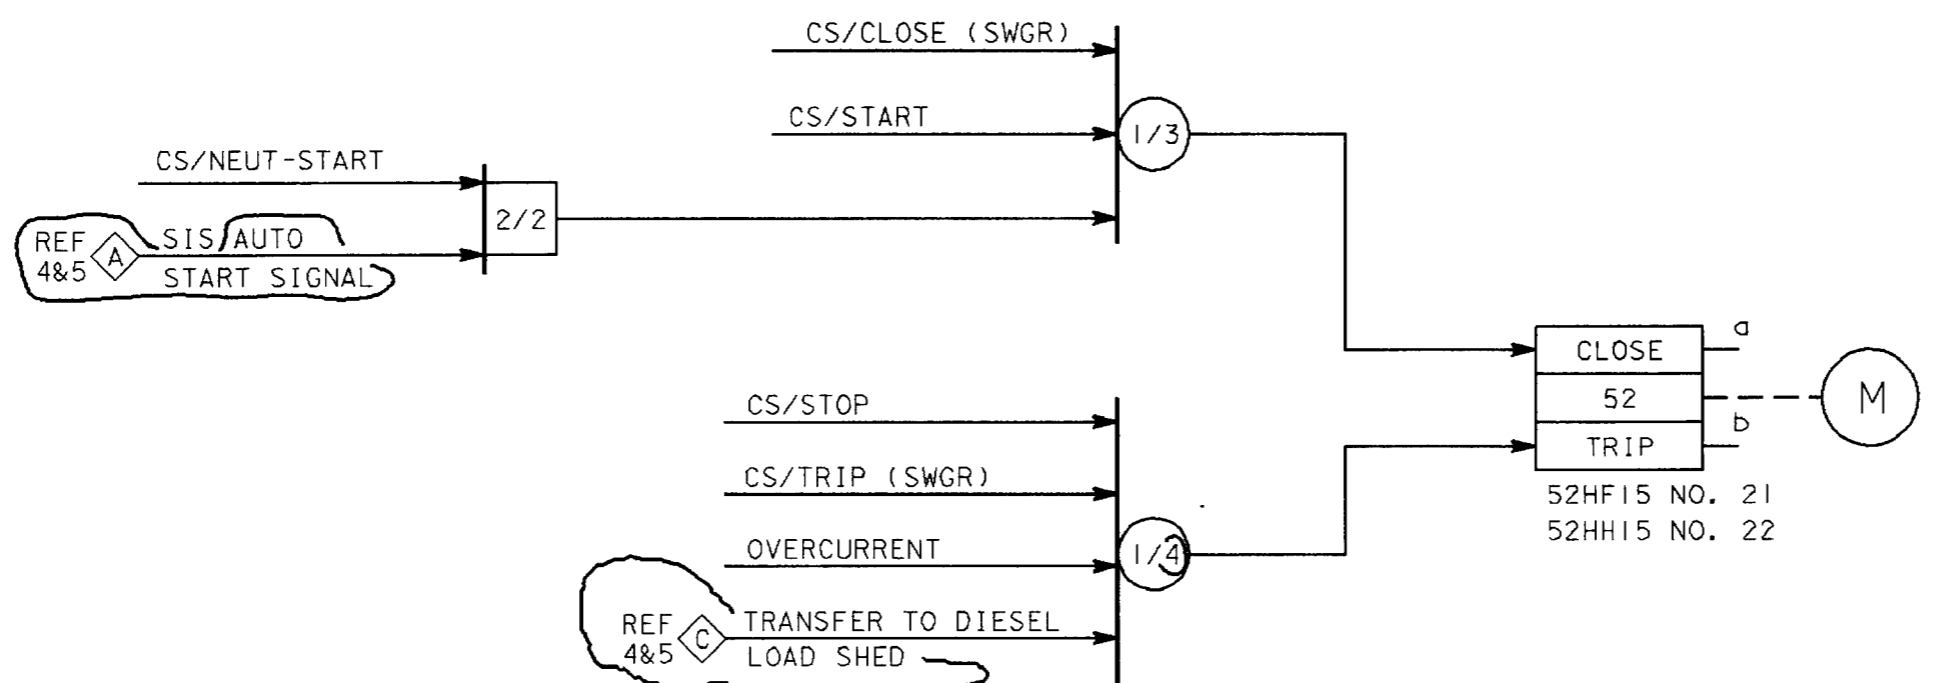 CS/CLOSE (SWGR)
CS/START
1/3
CS/NEUT-START
2/2
REF
4&5
A
SIS/AUTO
START SIGNAL
CLOSE
a
52
M
TRIP
b
52HF15 NO. 21
52HH15 NO. 22
CS/STOP
CS/TRIP (SWGR)
OVERCURRENT
1/4
REF
4&5
C
TRANSFER TO DIESEL
LOAD SHED